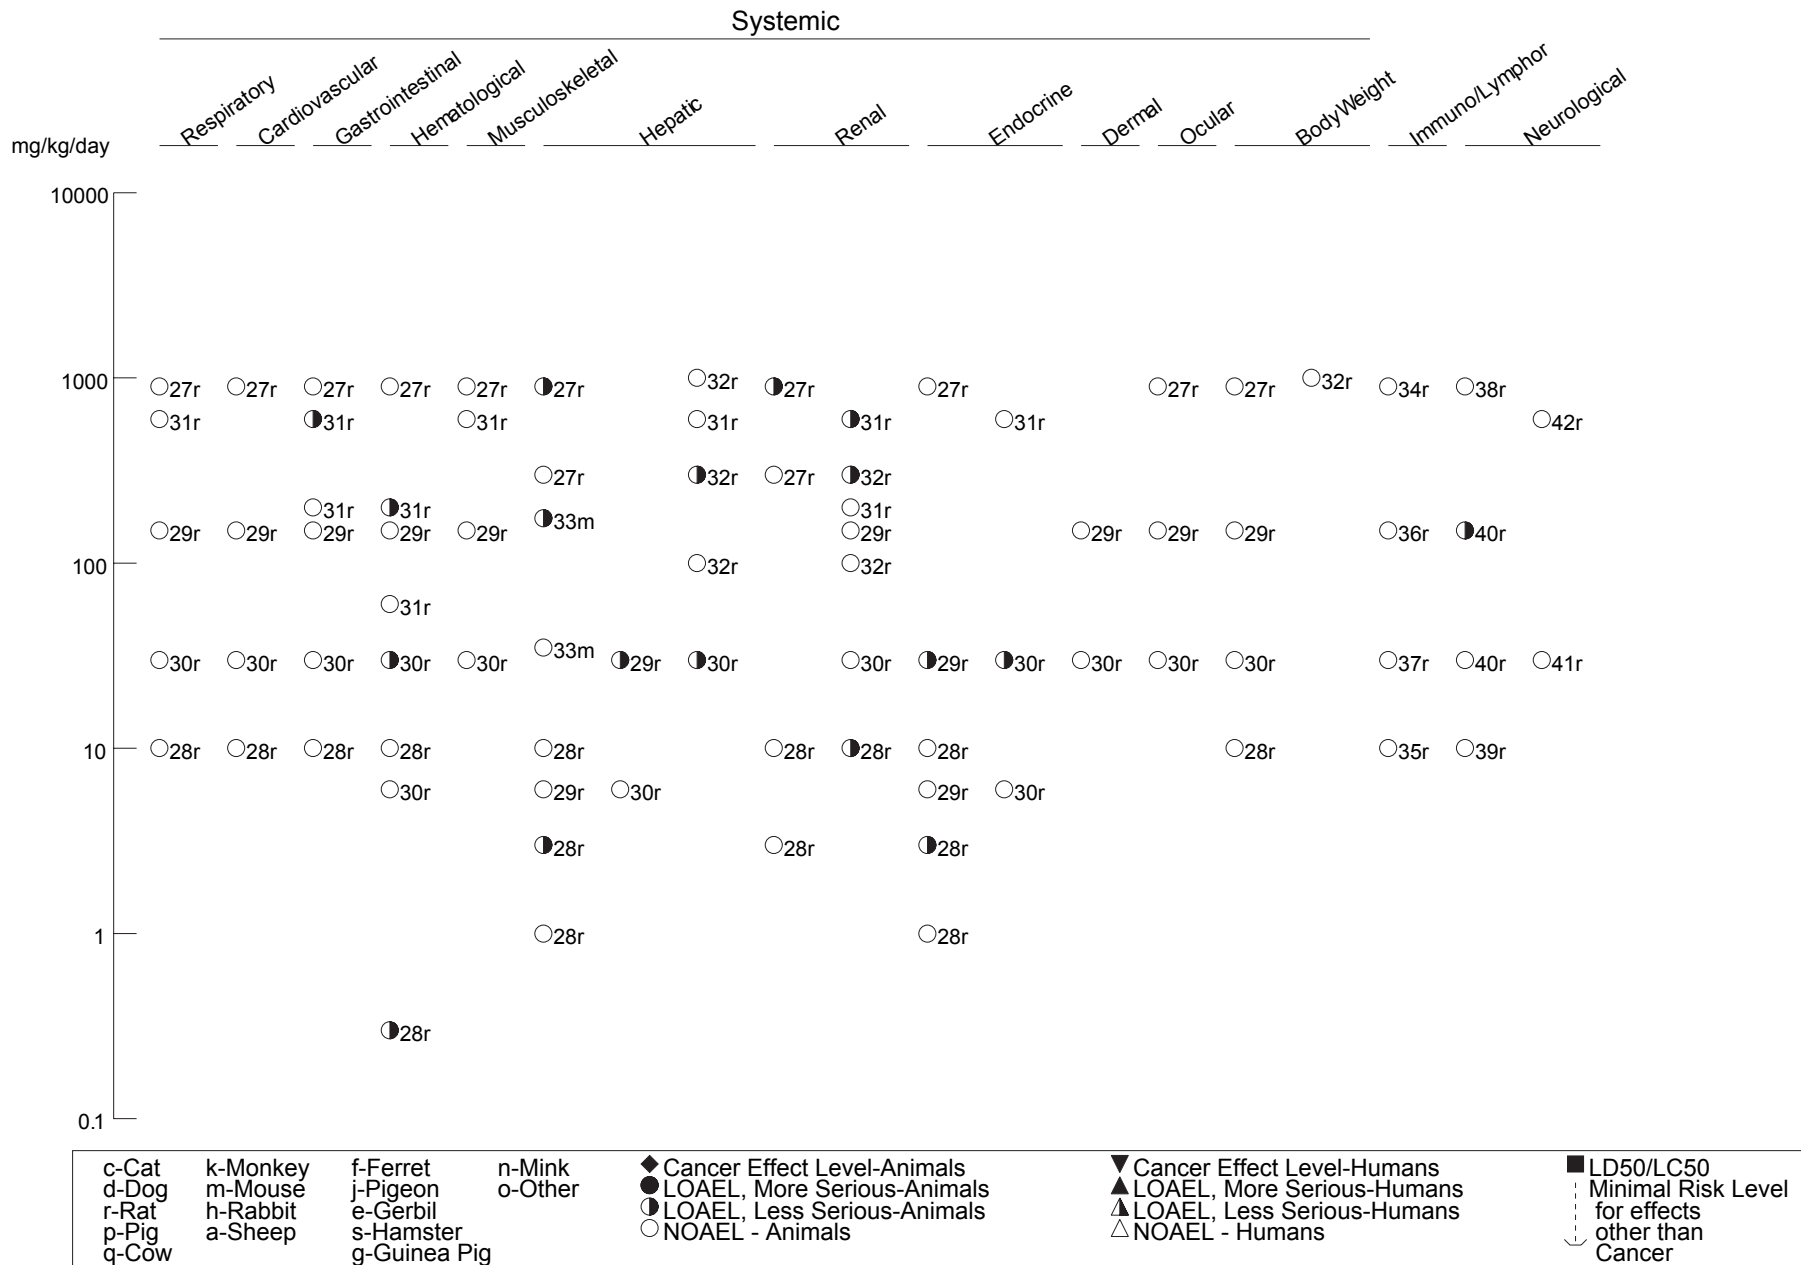 Systemic
Respiratory Cardiovascular Gastrointestinal Hematological Musculoskeletal Hepatic Renal Endocrine Dermal Ocular BodyWeight Immuno/Lymphor Neurological
mg/kg/day
10000
1000
32r 32r
27r 27r 27r 27r 27r 27r 27r 27r 27r 27r 34r 38r
31r 31r 31r 31r 31r 31r 42r
27r 32r 27r 32r
31r 31r 31r
33m
29r 29r 29r 29r 29r 29r 29r 29r 29r 36r 40r
100
32r 32r
31r
33m
30r 30r 30r 30r 30r 29r 30r 30r 29r 30r 30r 30r 30r 37r 40r 41r
10
28r 28r 28r 28r 28r 28r 28r 28r 28r 35r 39r
30r 29r 30r 29r 30r
28r 28r 28r
1
28r 28r
28r
0.1
c-Cat k-Monkey f-Ferret n-Mink Cancer Effect Level-Animals Cancer Effect Level-Humans LD50/LC50
d-Dog m-Mouse j-Pigeon o-Other LOAEL, More Serious-Animals LOAEL, More Serious-Humans Minimal Risk Level
r-Rat h-Rabbit e-Gerbil LOAEL, Less Serious-Animals LOAEL, Less Serious-Humans for effects
p-Pig a-Sheep s-Hamster NOAEL - Animals NOAEL - Humans other than
q-Cow g-Guinea Pig Cancer